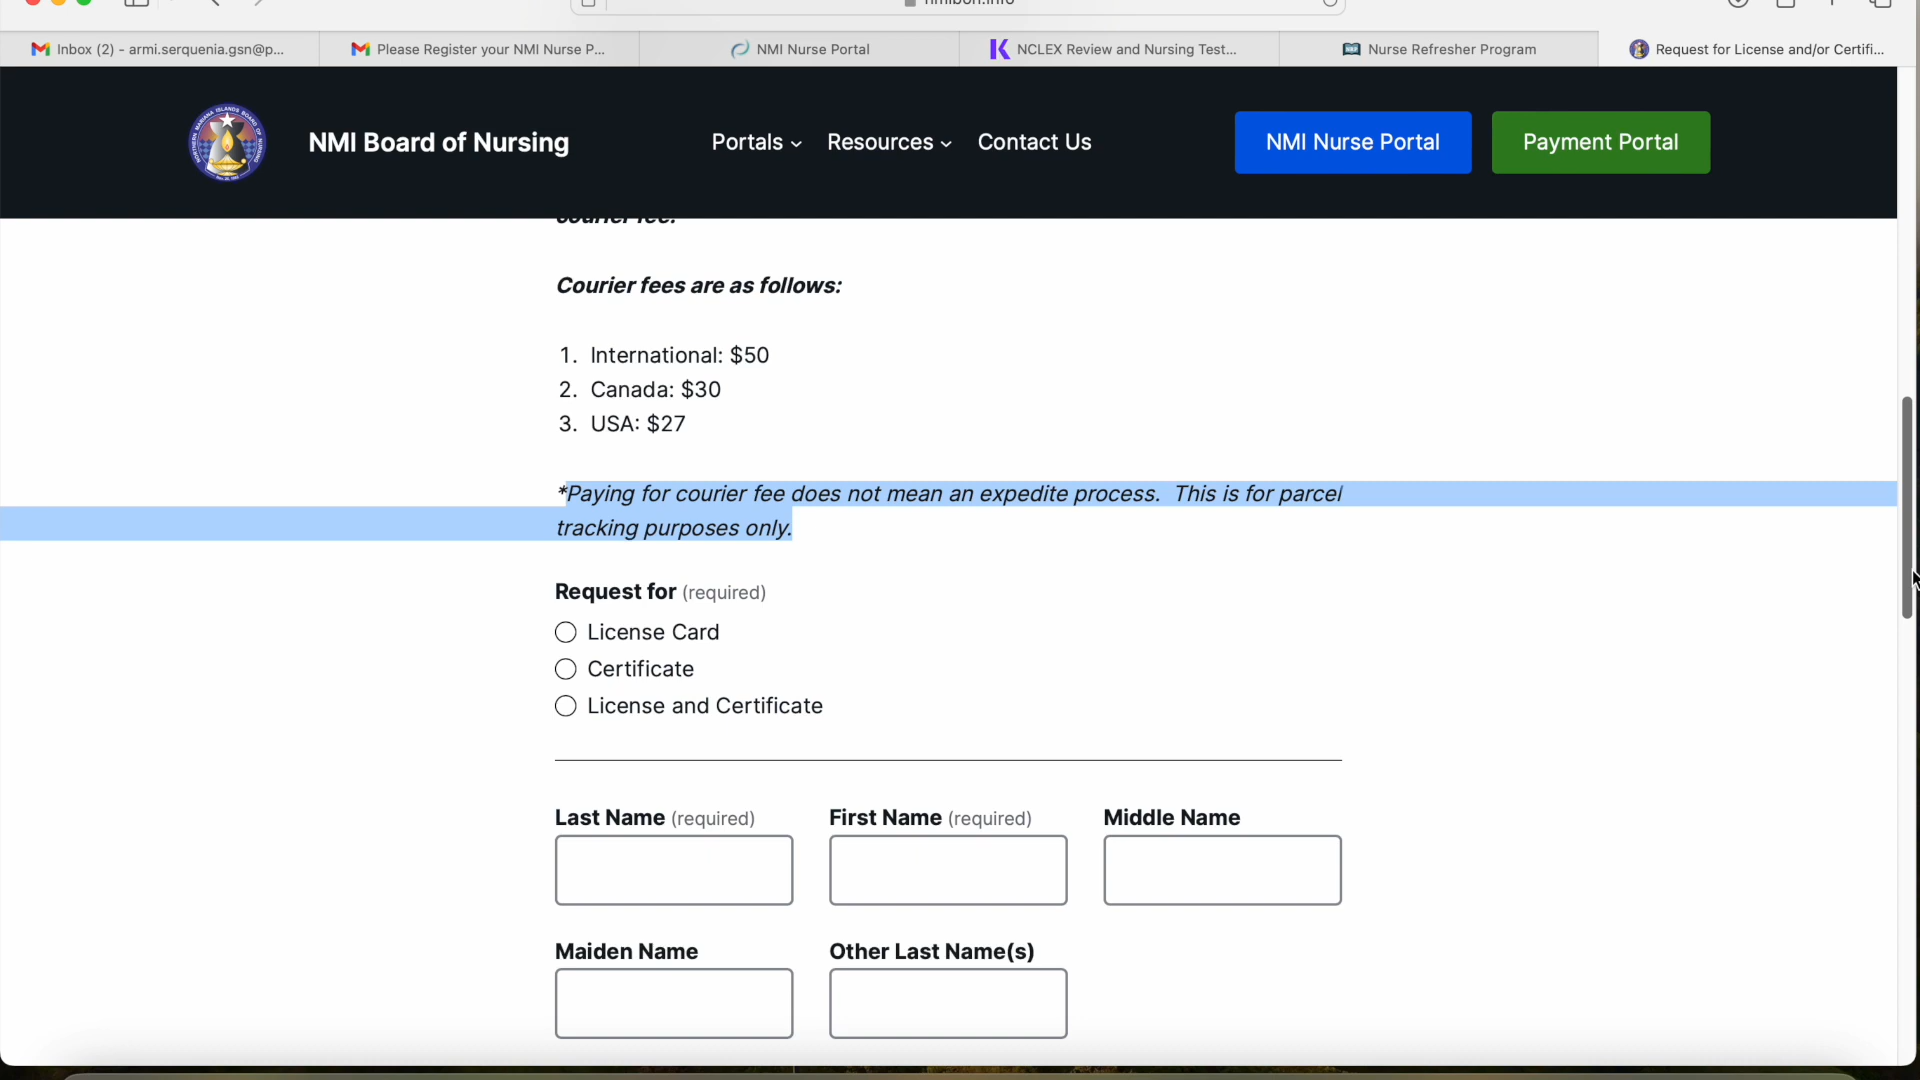 Inbox (2) - armi.serquenia.gsn@p...
Please Register your NMI Nurse P...
NMI Nurse Portal
NCLEX Review and Nursing Test...
Nurse Refresher Program
Request for License and/or Certifi...
NMI Board of Nursing
Portals
Resources
Contact Us
NMI Nurse Portal
Payment Portal
courier fee.
Courier fees are as follows:
1. International: $50
2. Canada: $30
3. USA: $27
*Paying for courier fee does not mean an expedite process. This is for parcel
tracking purposes only.
Request for (required)
License Card
Certificate
License and Certificate
Last Name (required)
First Name (required)
Middle Name
Maiden Name
Other Last Name(s)